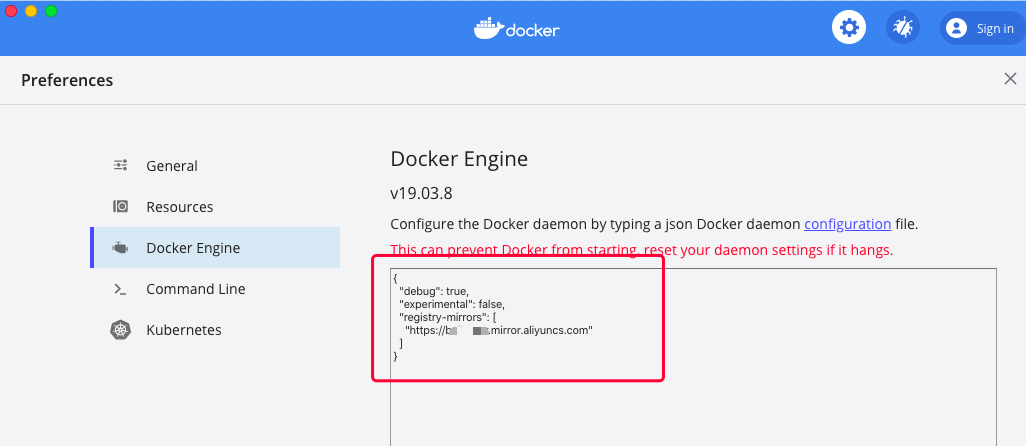 docker
Sign in
Preferences
General
Resources
Docker Engine
Command Line
Kubernetes
Docker Engine
v19.03.8
Configure the Docker daemon by typing a json Docker daemon configuration file.
This can prevent Docker from starting, reset your daemon settings if it hangs.
{
"debug": true,
"experimental": false,
"registry-mirrors": [
"https://b .mirror.aliyuncs.com"
]
}